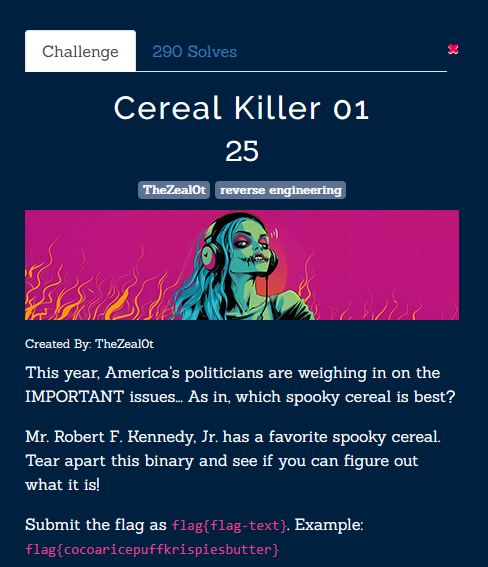 Challenge
290 Solves
✖
Cereal Killer 01
25
TheZeal0t
reverse engineering
Created By: TheZeal0t
This year, America's politicians are weighing in on the
IMPORTANT issues... As in, which spooky cereal is best?
Mr. Robert F. Kennedy, Jr. has a favorite spooky cereal.
Tear apart this binary and see if you can figure out
what it is!
Submit the flag as flag{flag-text}. Example:
flag{cocoaricepuffkrispiesbutter}